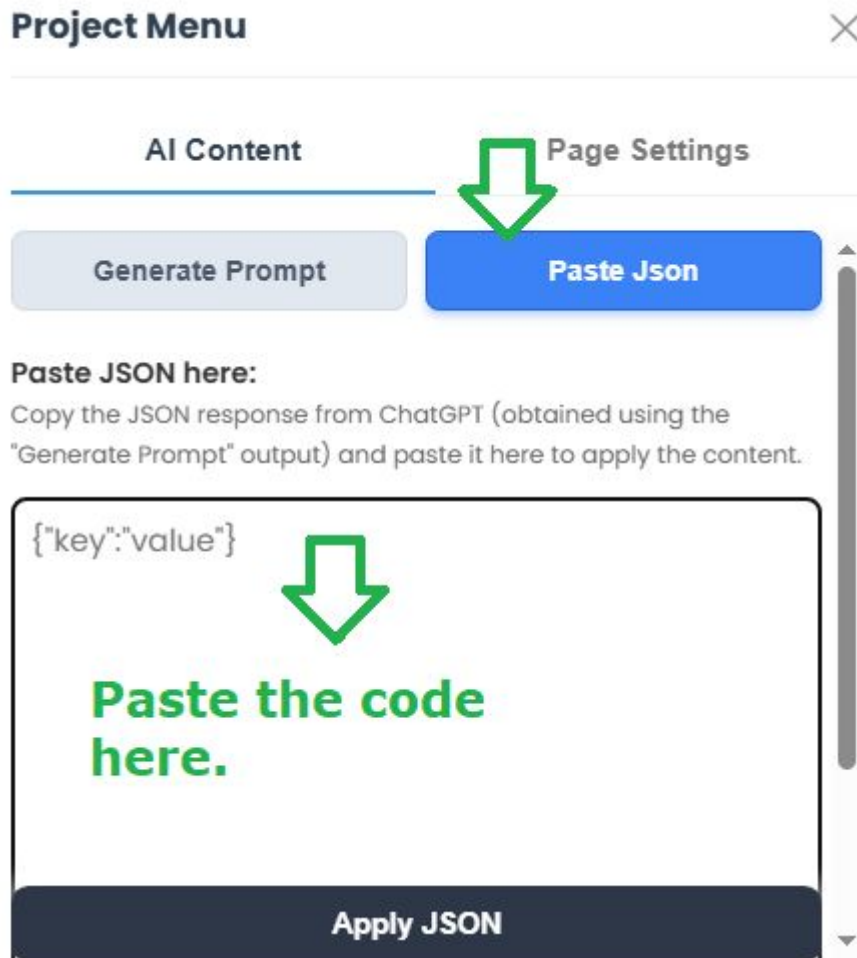 Project Menu
AI Content
Page Settings
Generate Prompt
Paste Json
Paste JSON here:
Copy the JSON response from ChatGPT (obtained using the
"Generate Prompt" output) and paste it here to apply the content.
{"key":"value"}
Paste the code
here.
Apply JSON